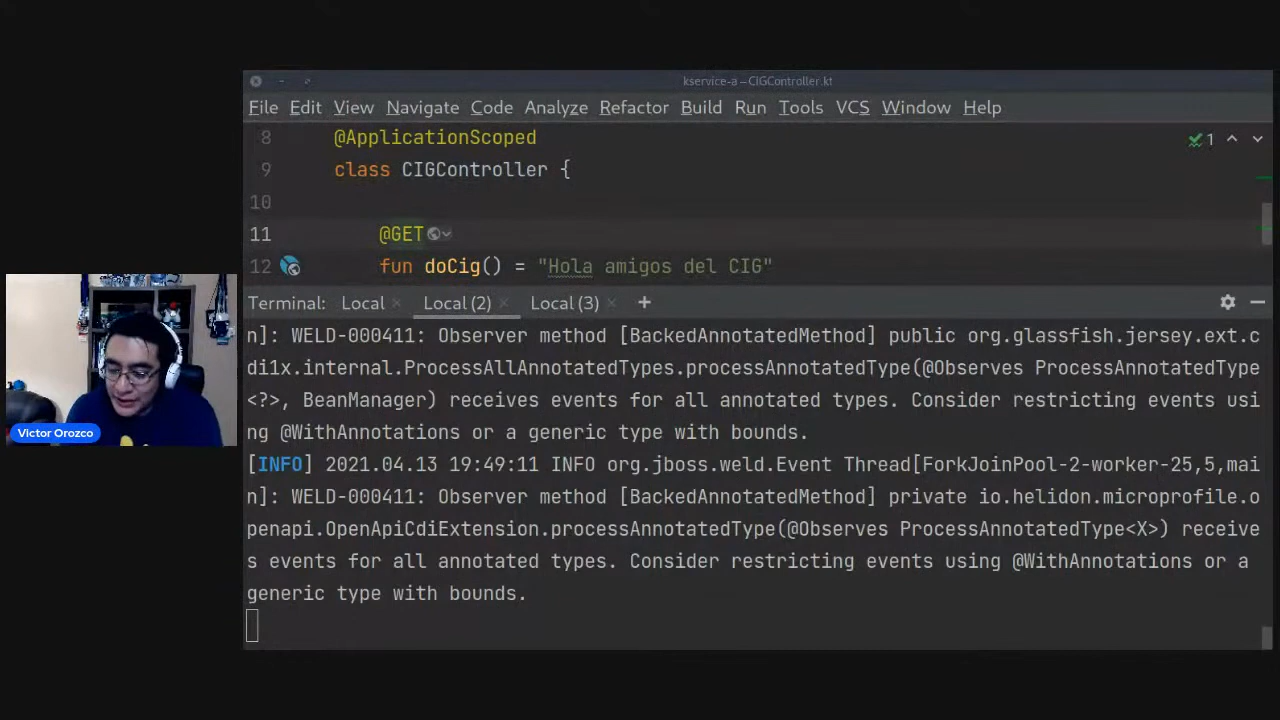 kservice-a – CIGController.kt
File Edit View Navigate Code Analyze Refactor Build Run Tools VCS Window Help
8 @ApplicationScoped
1
9 class CIGController {
10
11 @GET
12 fun doCig() = "Hola amigos del CIG"
Terminal: Local Local (2) Local (3) +
n]: WELD-000411: Observer method [BackedAnnotatedMethod] public org.glassfish.jersey.ext.c
di1x.internal.ProcessAllAnnotatedTypes.processAnnotatedType(@Observes ProcessAnnotatedType
<?>, BeanManager) receives events for all annotated types. Consider restricting events usi
ng @WithAnnotations or a generic type with bounds.
[INFO] 2021.04.13 19:49:11 INFO org.jboss.weld.Event Thread[ForkJoinPool-2-worker-25,5,mai
n]: WELD-000411: Observer method [BackedAnnotatedMethod] private io.helidon.microprofile.o
penapi.OpenApiCdiExtension.processAnnotatedType(@Observes ProcessAnnotatedType<X>) receive
s events for all annotated types. Consider restricting events using @WithAnnotations or a
generic type with bounds.
Victor Orozco